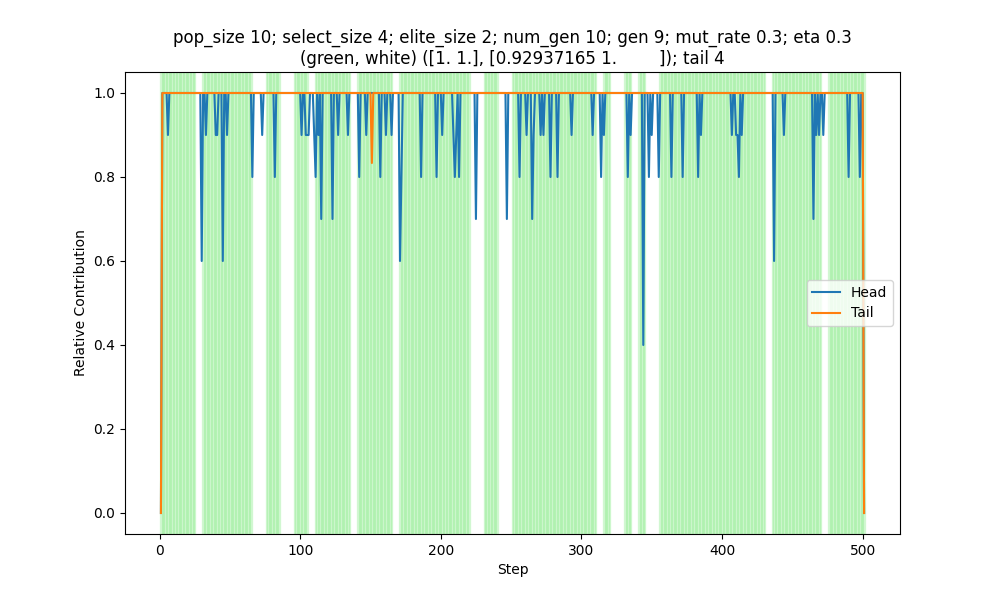 pop_size 10; select_size 4; elite_size 2; num_gen 10; gen 9; mut_rate 0.3; eta 0.3
(green, white) ([1. 1.], [0.92937165 1.         ]); tail 4
1.0
0.8
0.6
0.4
0.2
0.0
Relative Contribution
Head
Tail
0
100
200
300
400
500
Step